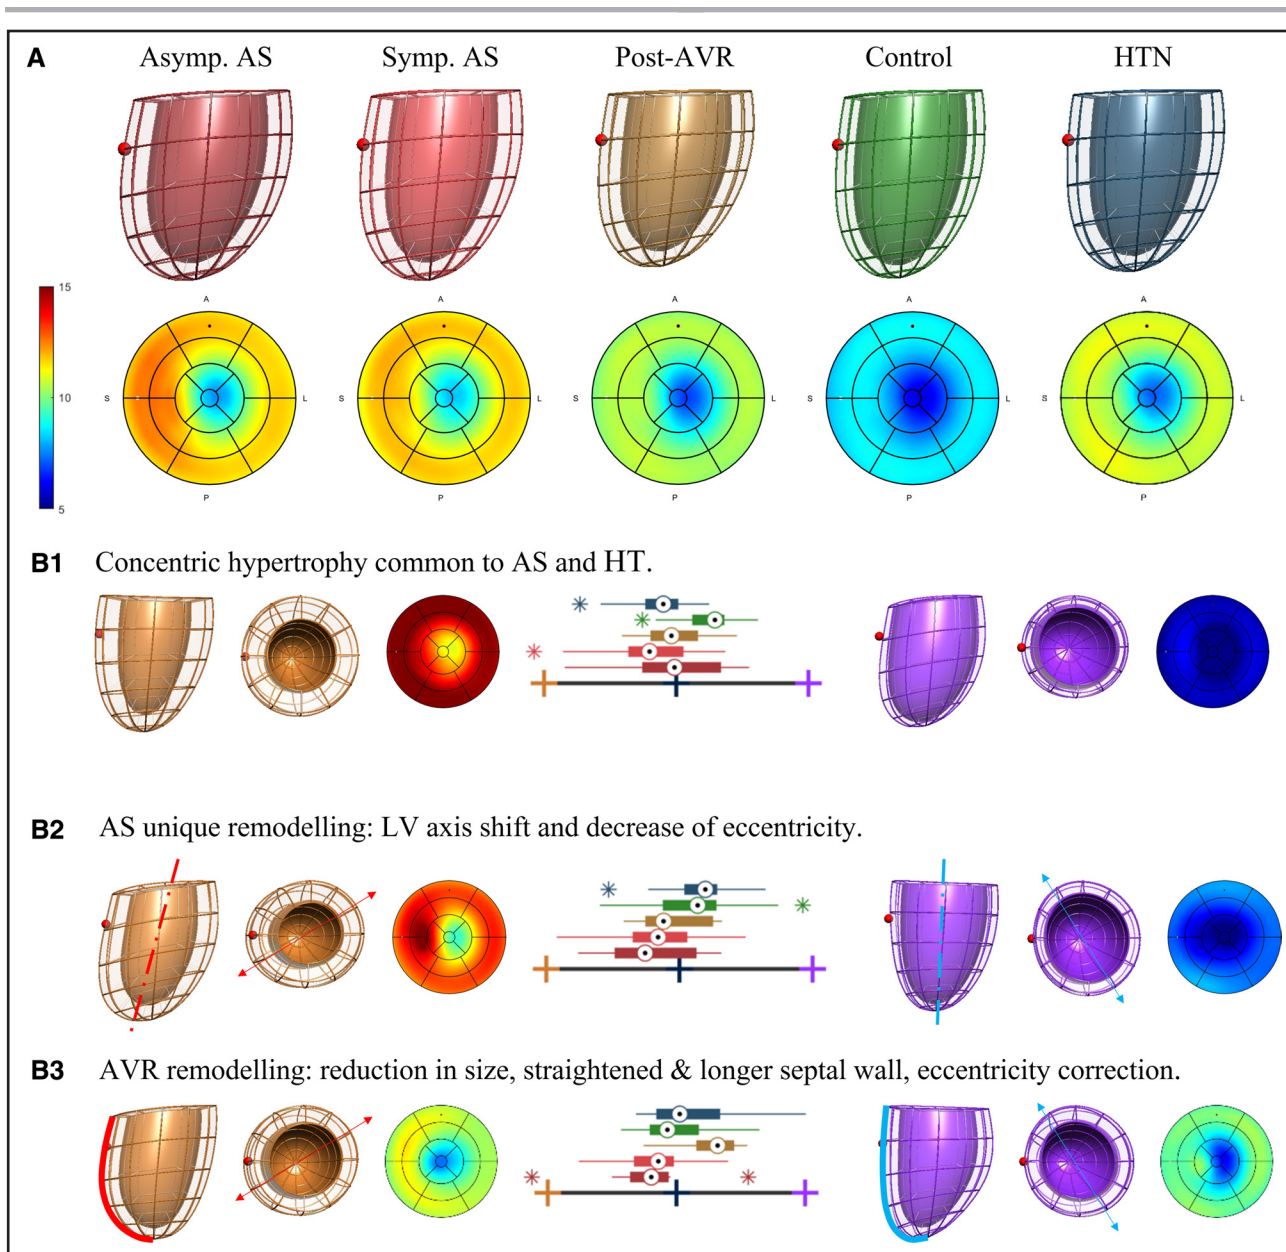 A
Asymp. AS Symp. AS Post-AVR Control HTN
15
10
5
A A A A A
S L S L S L S L S L
P P P P P
B1 Concentric hypertrophy common to AS and HT.
B2 AS unique remodelling: LV axis shift and decrease of eccentricity.
B3 AVR remodelling: reduction in size, straightened & longer septal wall, eccentricity correction.